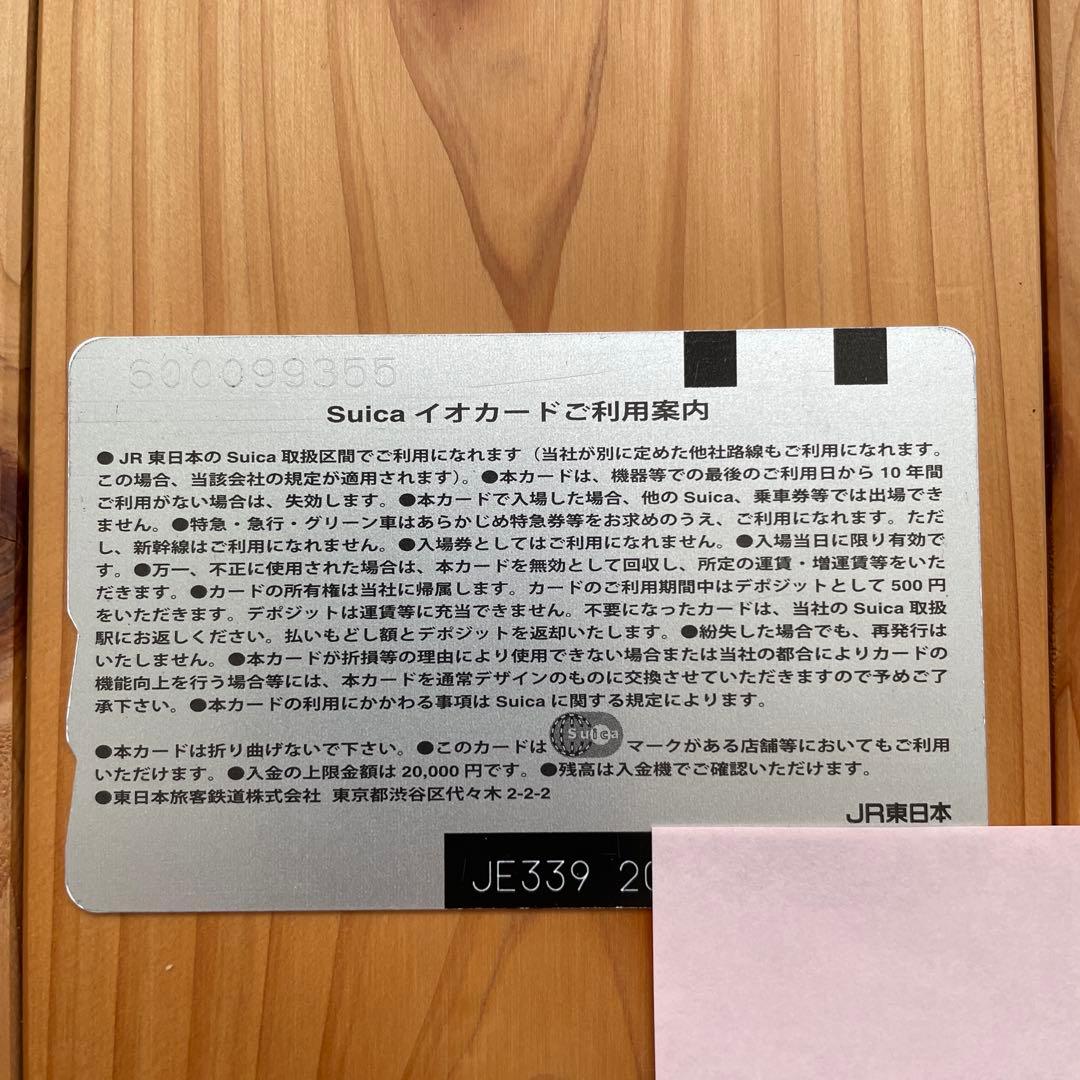 600099355
Suica イオカードご利用案内
●JR 東日本の Suica 取扱区間でご利用になれます（当社が別に定めた他社路線もご利用になれます。
この場合、当該会社の規定が適用されます）。●本カードは、機器等での最後のご利用日から 10 年間
ご利用がない場合は、失効します。●本カードで入場した場合、他の Suica、乗車券等では出場でき
ません。●特急・急行・グリーン車はあらかじめ特急券等をお求めのうえ、ご利用になれます。ただ
し、新幹線はご利用になれません。●入場券としてはご利用になれません。●入場当日に限り有効で
す。●万一、不正に使用された場合は、本カードを無効として回収し、所定の運賃・増運賃等をいた
だきます。●カードの所有権は当社に帰属します。カードのご利用期間中はデポジットとして 500 円
をいただきます。デポジットは運賃等に充当できません。不要になったカードは、当社の Suica 取扱
駅にお返しください。払いもどし額とデポジットを返却いたします。●紛失した場合でも、再発行は
いたしません。●本カードが折損等の理由により使用できない場合または当社の都合によりカードの
機能向上を行う場合等には、本カードを通常デザインのものに交換させていただきますので予めご了
承下さい。●本カードの利用にかかわる事項は Suica に関する規定によります。
●本カードは折り曲げないで下さい。●このカードは Suica マークがある店舗等においてもご利用
いただけます。●入金の上限金額は 20,000 円です。●残高は入金機でご確認いただけます。
●東日本旅客鉄道株式会社 東京都渋谷区代々木 2-2-2
JR東日本
JE339 20